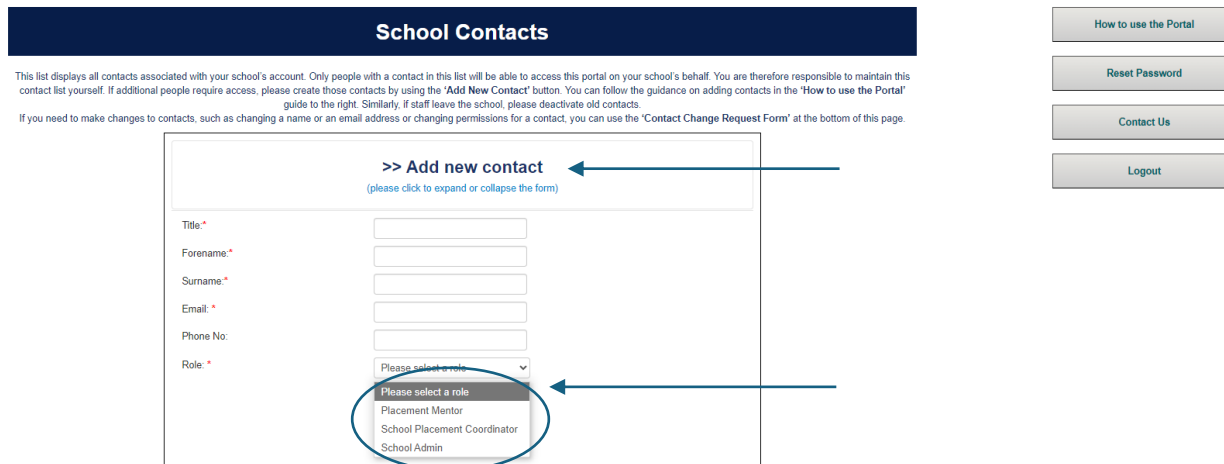 School Contacts
How to use the Portal
Reset Password
Contact Us
Logout
This list displays all contacts associated with your school's account. Only people with a contact in this list will be able to access this portal on your school's behalf. You are therefore responsible to maintain this
contact list yourself. If additional people require access, please create those contacts by using the 'Add New Contact' button. You can follow the guidance on adding contacts in the 'How to use the Portal'
guide to the right. Similarly, if staff leave the school, please deactivate old contacts.
If you need to make changes to contacts, such as changing a name or an email address or changing permissions for a contact, you can use the 'Contact Change Request Form' at the bottom of this page.
>> Add new contact
(please click to expand or collapse the form)
Title:*
Forename:*
Surname:*
Email: *
Phone No:
Role: *
Please select a role
Please select a role
Placement Mentor
School Placement Coordinator
School Admin